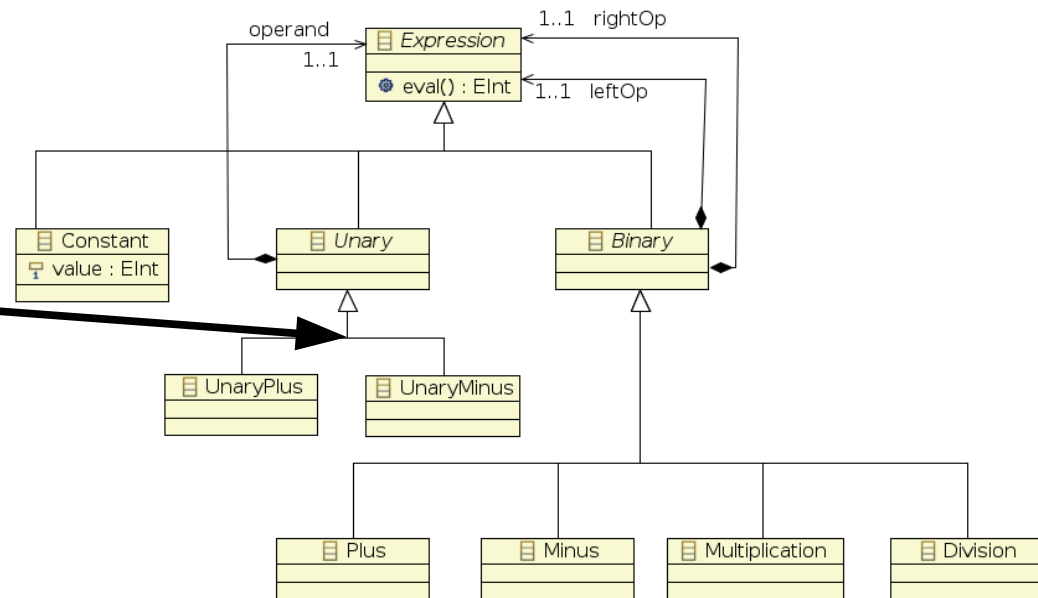 1..1 rightOp
operand
Expression
1..1
eval() : EInt
1..1 leftOp
Constant
Unary
Binary
value : EInt
UnaryPlus
UnaryMinus
Plus
Minus
Multiplication
Division